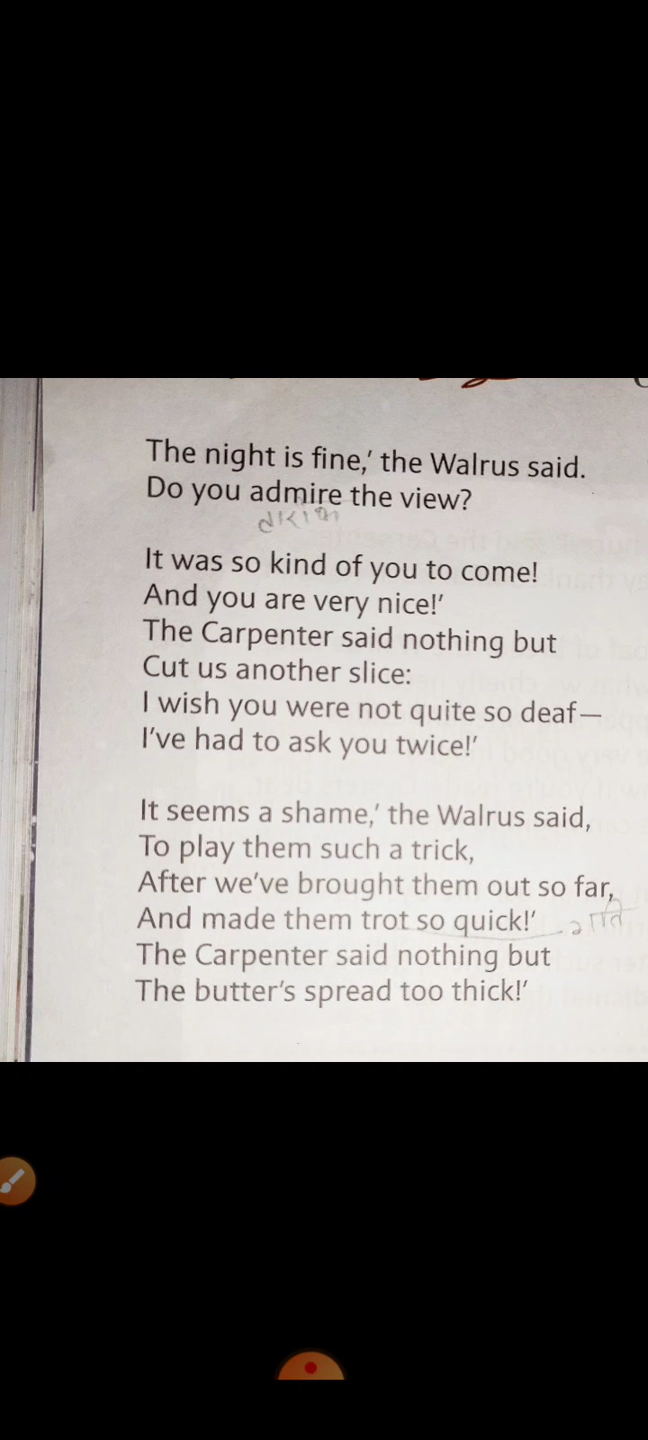 The night is fine,’ the Walrus said.
Do you admire the view?
It was so kind of you to come!
And you are very nice!’
The Carpenter said nothing but
Cut us another slice:
I wish you were not quite so deaf—
I’ve had to ask you twice!’
It seems a shame,’ the Walrus said,
To play them such a trick,
After we’ve brought them out so far,
And made them trot so quick!’
The Carpenter said nothing but
The butter’s spread too thick!’